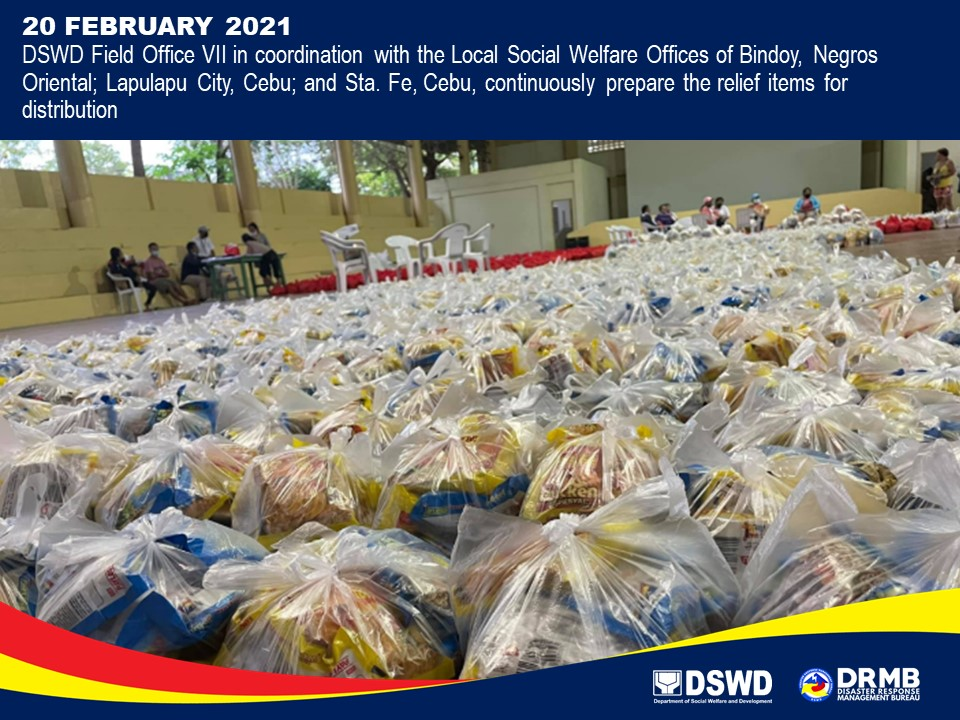 20 FEBRUARY 2021
DSWD Field Office VII in coordination with the Local Social Welfare Offices of Bindoy, Negros
Oriental; Lapulapu City, Cebu; and Sta. Fe, Cebu, continuously prepare the relief items for
distribution
DSWD
Department of Social Welfare and Development
DRMB
DISASTER RESPONSE
MANAGEMENT BUREAU